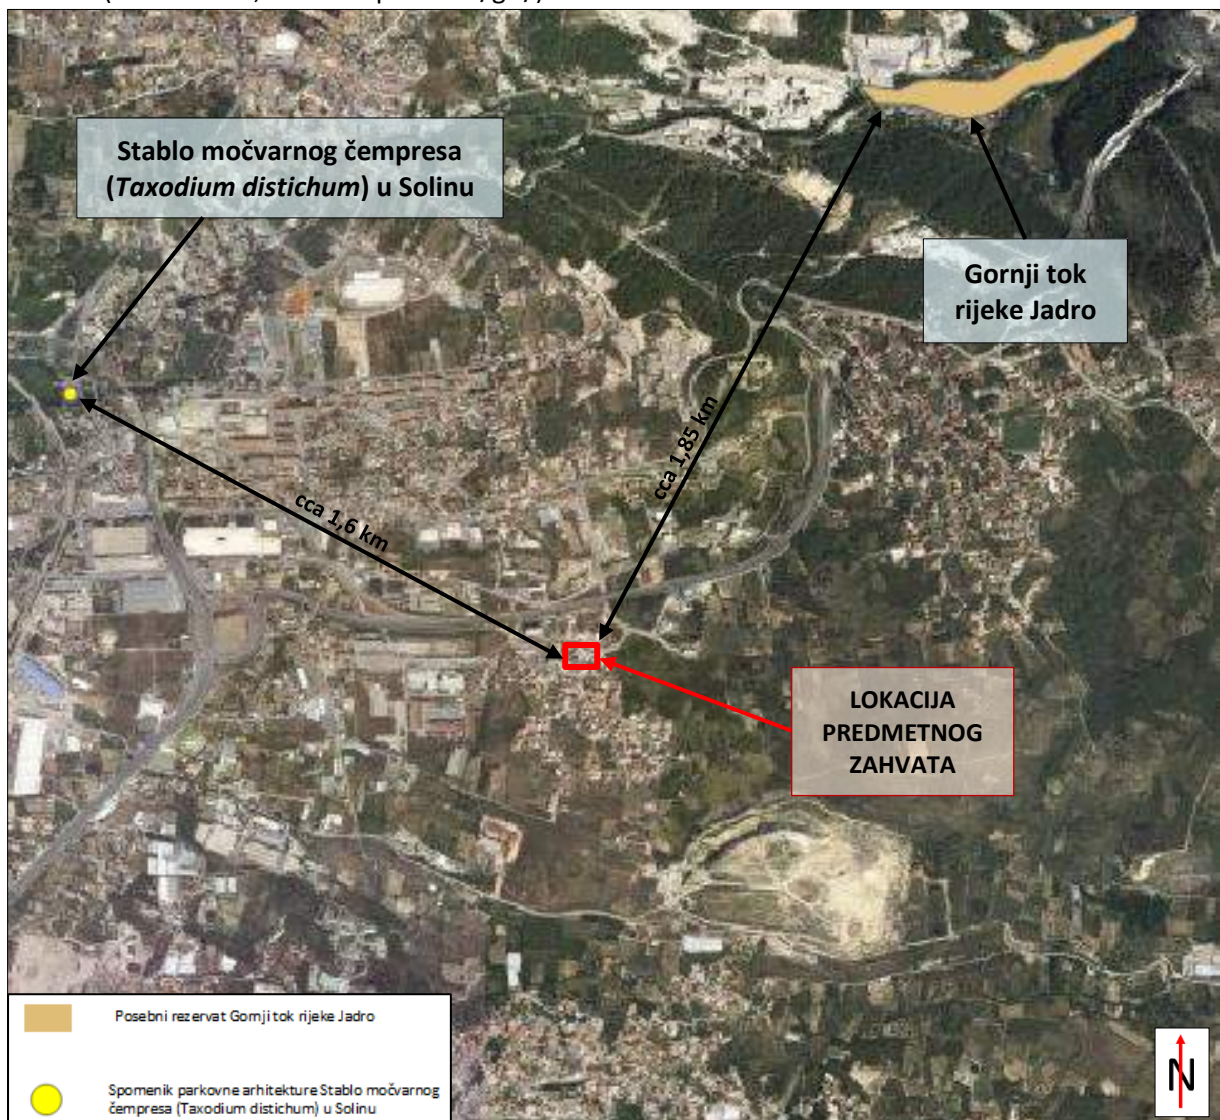 Stablo močvarnog čempresa
(Taxodium distichum) u Solinu
Gornji tok
rijeke Jadro
cca 1,85 km
cca 1,6 km
LOKACIJA
PREDMETNOG
ZAHVATA
Posebni rezervat Gornji tok rijeke Jadro
Spomenik parkovne arhitekture Stablo močvarnog
čempresa (Taxodium distichum) u Solinu
N